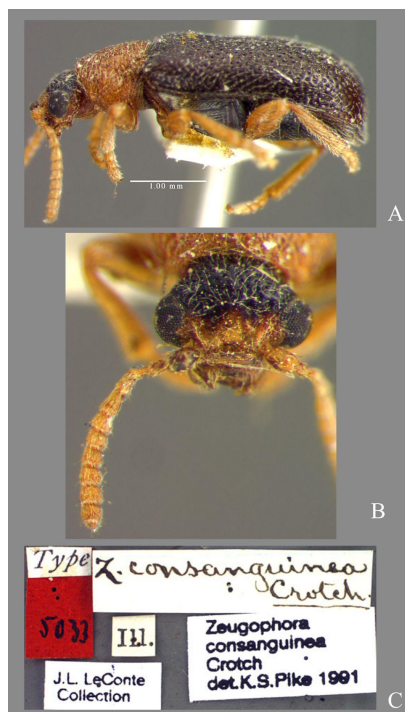 1.00 mm
A
B
Type
5033
Z. consanguinea
Crotch.
Ill.
J.L. LeConte
Collection
Zeugophora
consanguinea
Crotch
det.K.S.Pike 1991
C